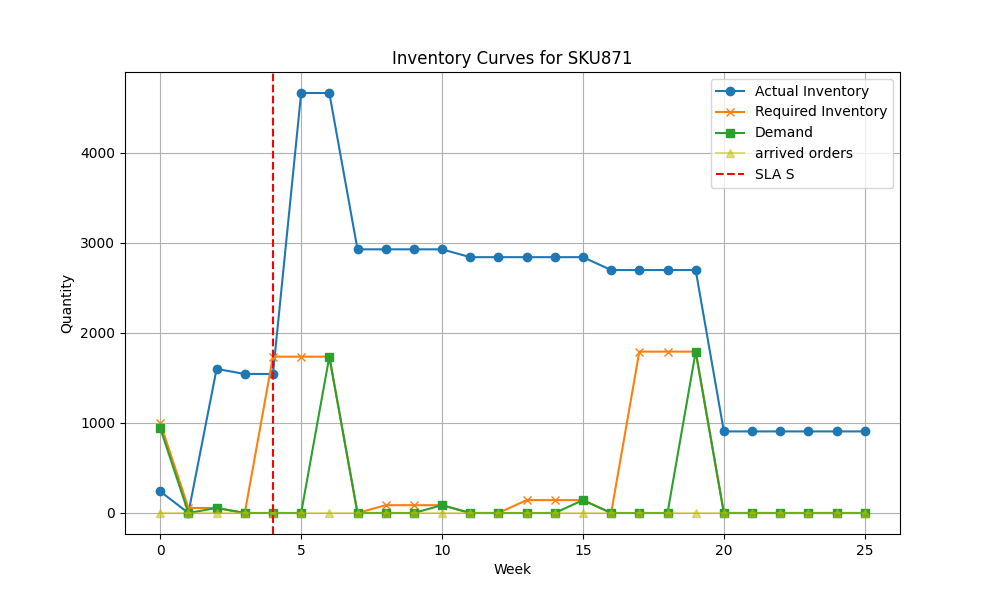 Inventory Curves for SKU871
Actual Inventory
Required Inventory
Demand
arrived orders
SLA S
Quantity
4000
3000
2000
1000
0
0 5 10 15 20 25
Week